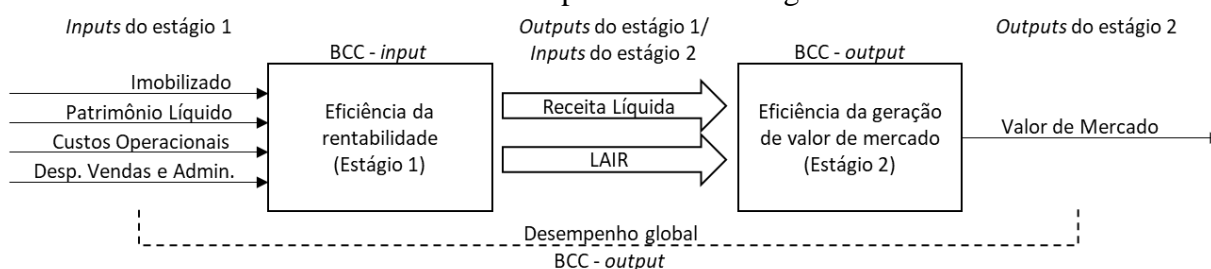 Inputs do estágio 1
Outputs do estágio 1/
Inputs do estágio 2
Outputs do estágio 2
BCC - input
BCC - output
Imobilizado
Patrimônio Líquido
Custos Operacionais
Desp. Vendas e Admin.
Eficiência da
rentabilidade
(Estágio 1)
Receita Líquida
LAIR
Eficiência da geração
de valor de mercado
(Estágio 2)
Valor de Mercado
Desempenho global
BCC - output